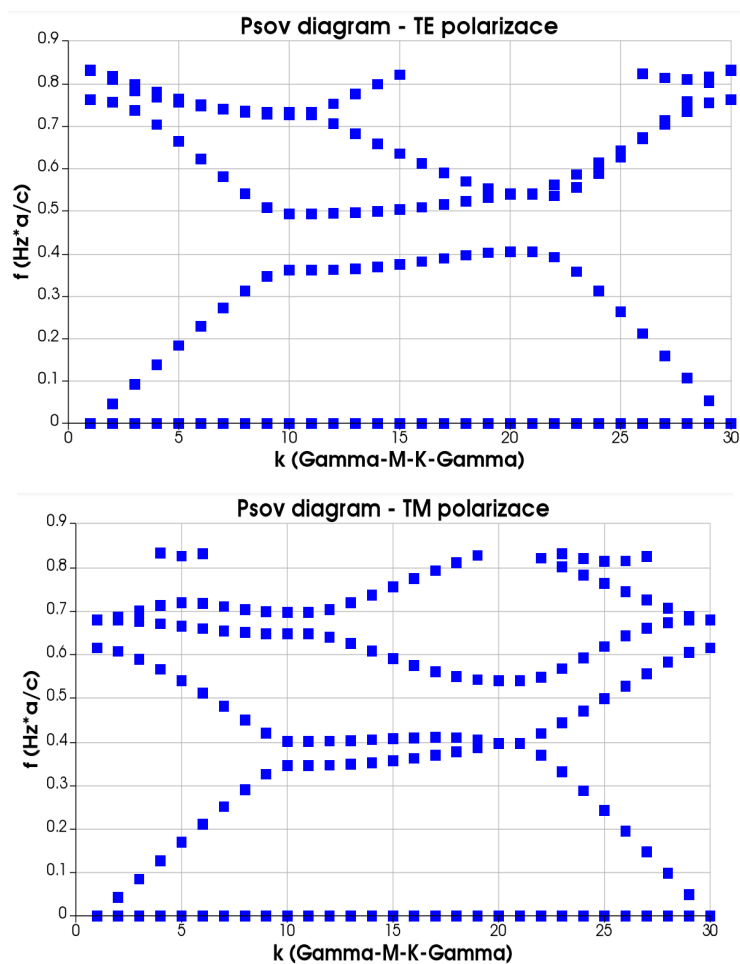 Psov diagram - TE polarizace
0.9
0.8
0.7
0.6
0.5
0.4
0.3
0.2
0.1
0
f (Hz*a/c)
0 5 10 15 20 25 30
k (Gamma-M-K-Gamma)
Psov diagram - TM polarizace
0.9
0.8
0.7
0.6
0.5
0.4
0.3
0.2
0.1
0
f (Hz*a/c)
0 5 10 15 20 25 30
k (Gamma-M-K-Gamma)